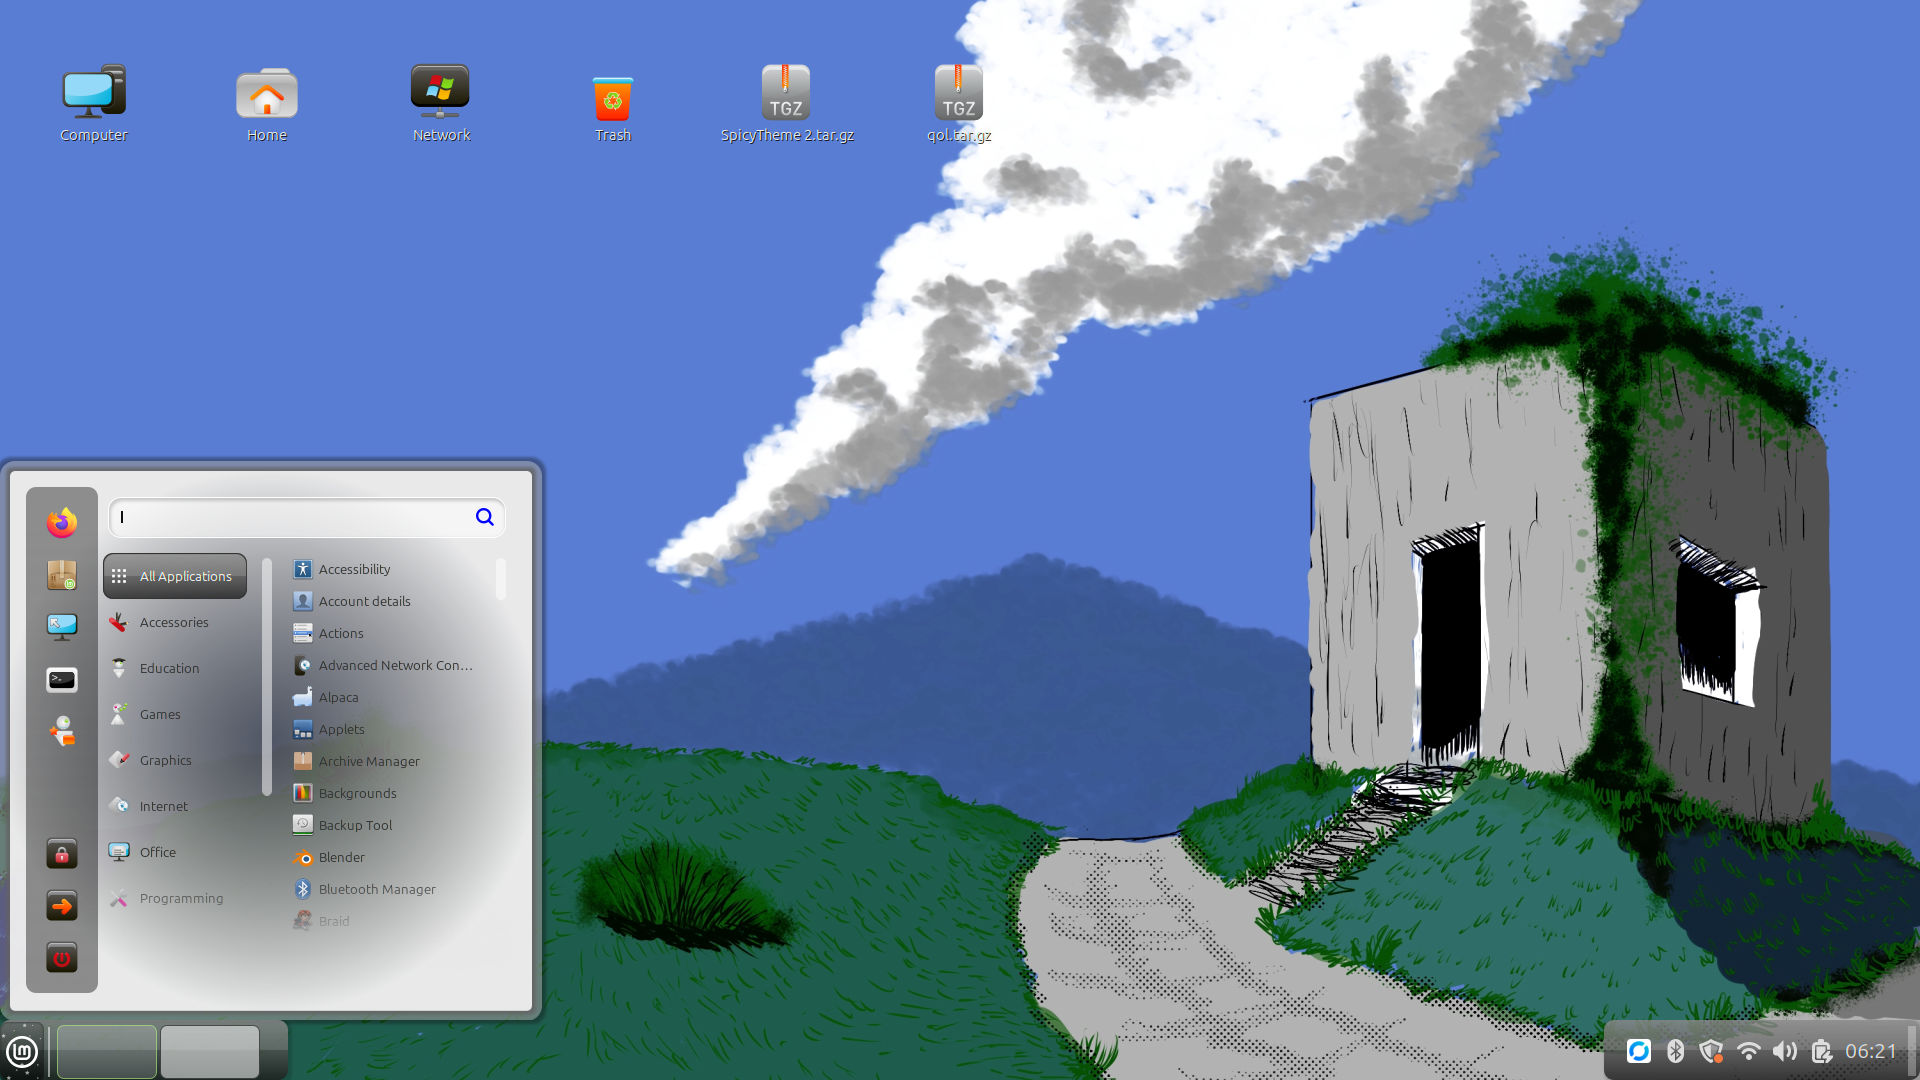 Computer
Home
Network
Trash
TGZ
SpicyTheme 2.tar.gz
TGZ
qol.tar.gz
All Applications
Accessories
Education
Games
Graphics
Internet
Office
Programming
Accessibility
Account details
Actions
Advanced Network Con...
Alpaca
Applets
Archive Manager
Backgrounds
Backup Tool
Blender
Bluetooth Manager
Braid
06:21